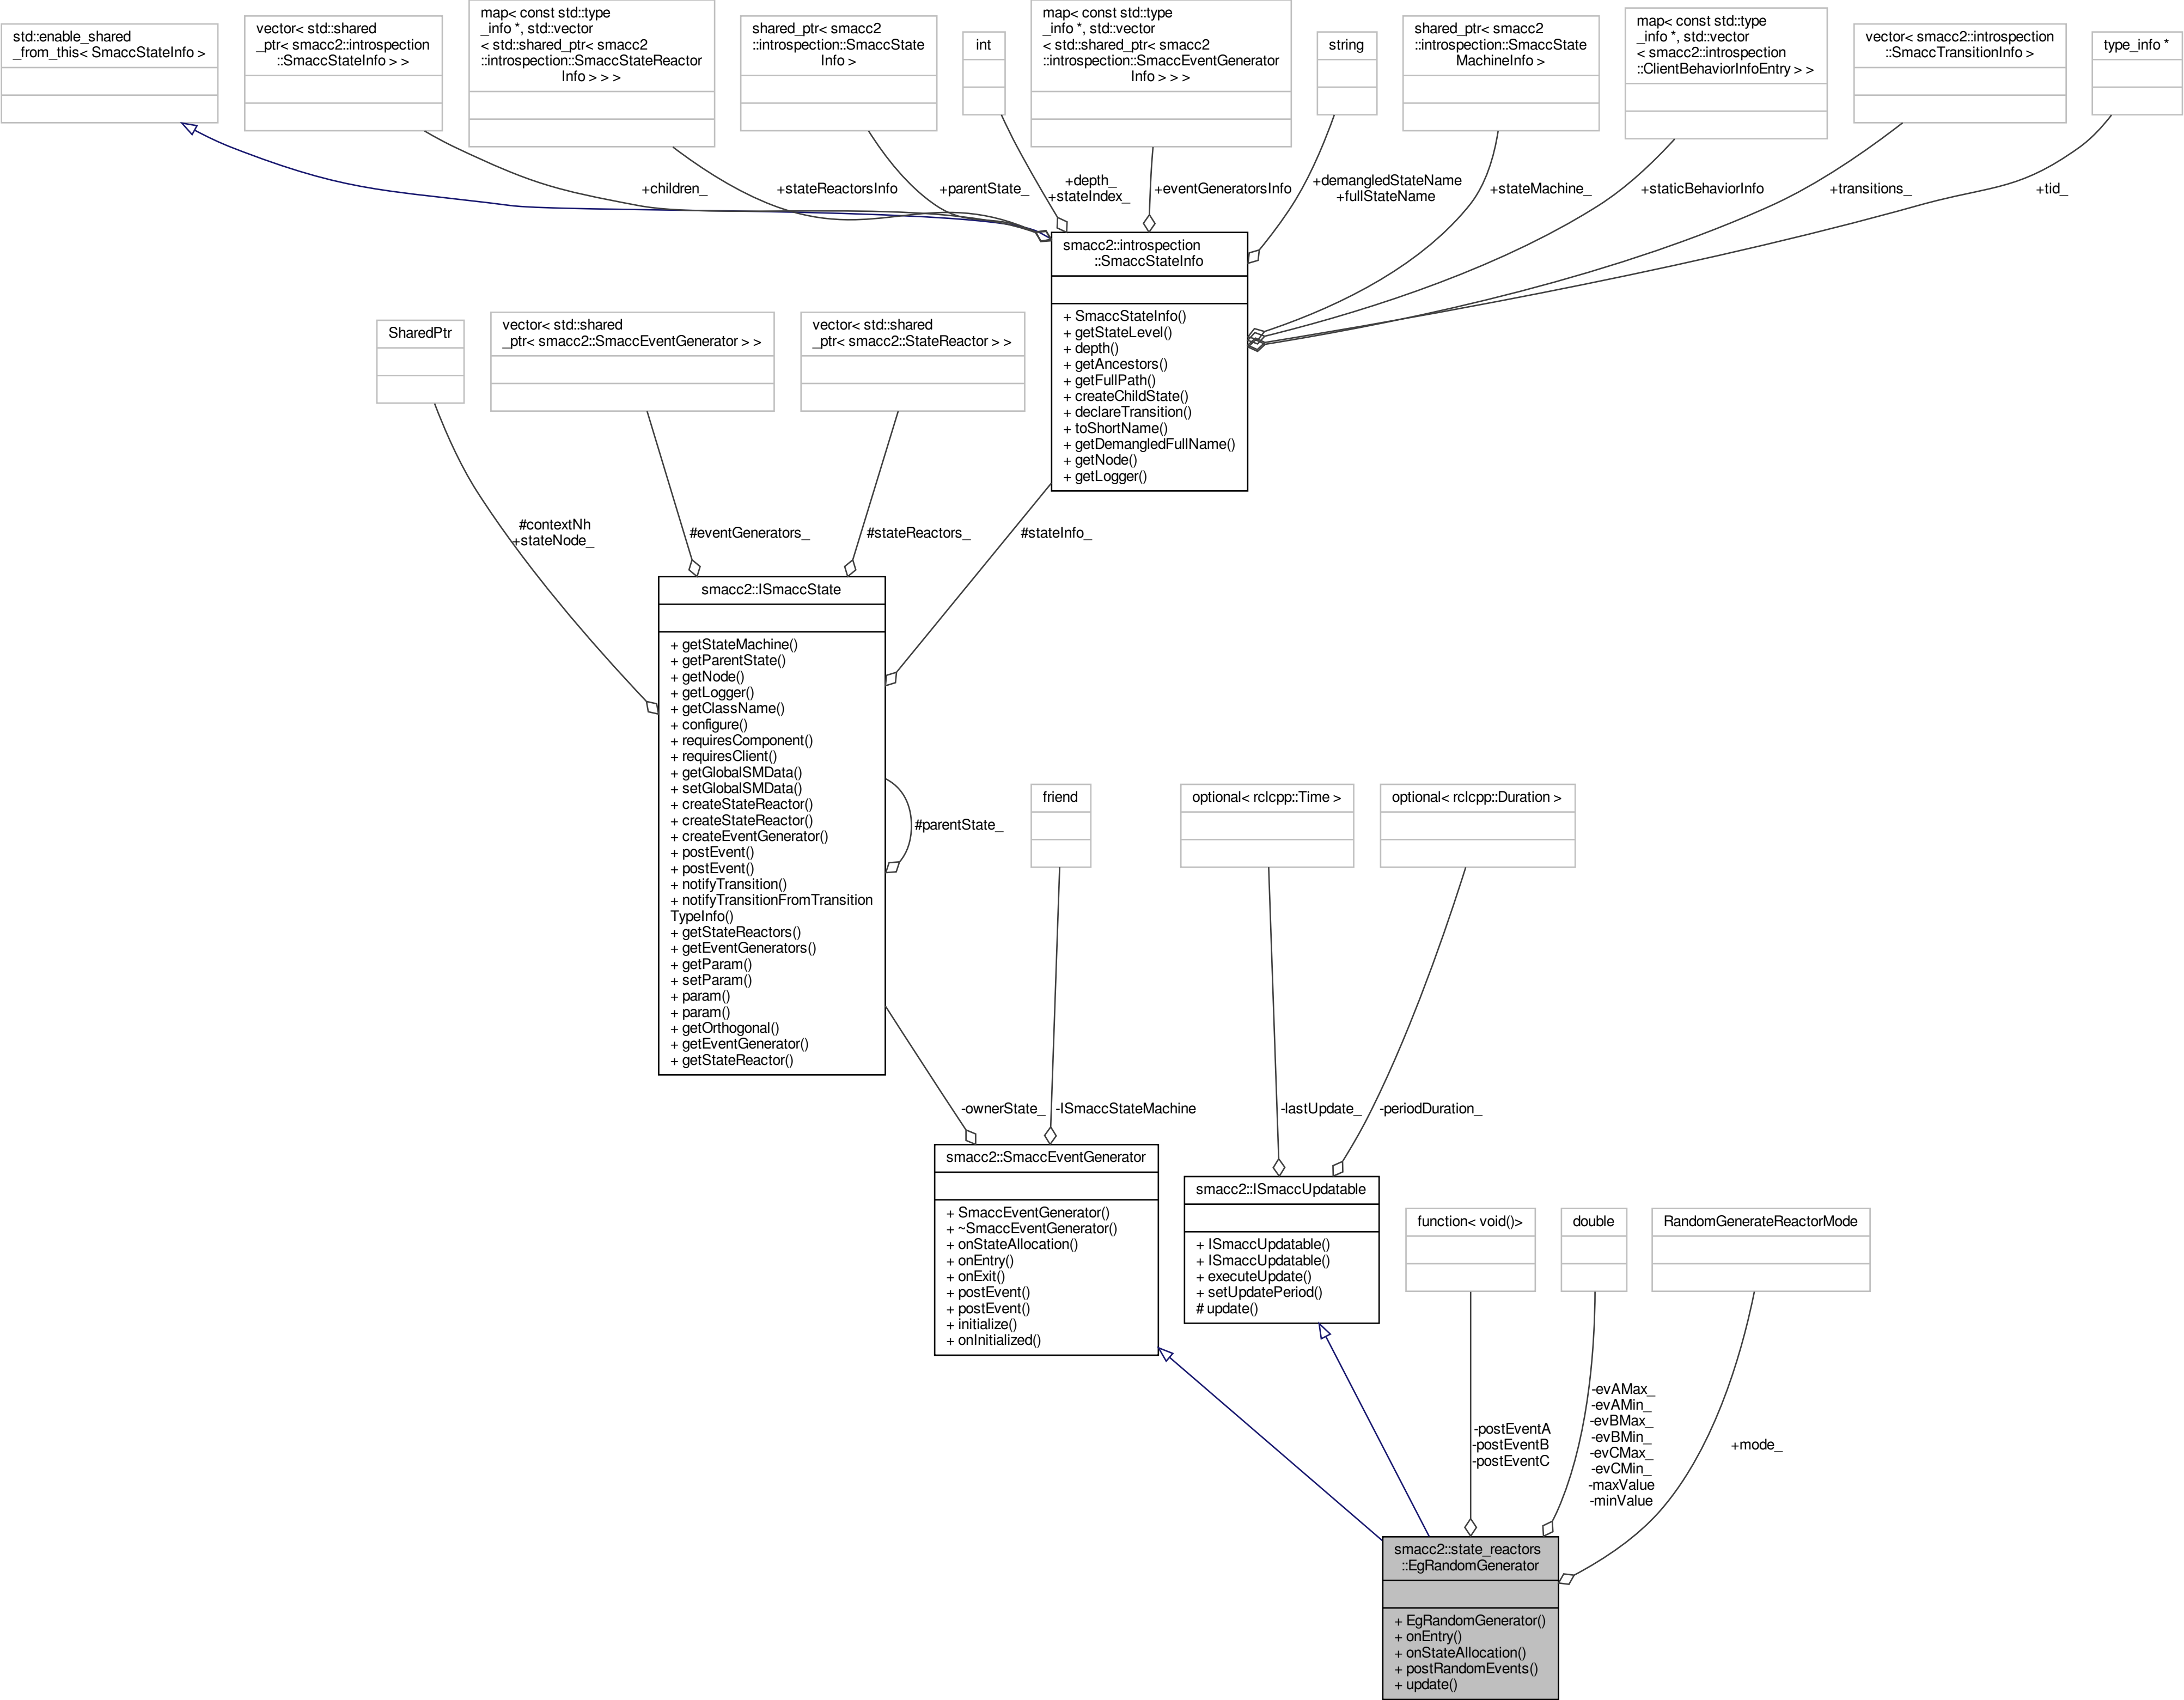 std::enable_shared
_from_this< SmaccStateInfo >
vector< std::shared
_ptr< smacc2::introspection
::SmaccStateInfo > >
map< const std::type
_info *, std::vector
< std::shared_ptr< smacc2
::introspection::SmaccStateReactor
Info > > >
shared_ptr< smacc2
::introspection::SmaccState
Info >
int
map< const std::type
_info *, std::vector
< std::shared_ptr< smacc2
::introspection::SmaccEventGenerator
Info > > >
string
shared_ptr< smacc2
::introspection::SmaccState
MachineInfo >
map< const std::type
_info *, std::vector
< smacc2::introspection
::ClientBehaviorInfoEntry > >
vector< smacc2::introspection
::SmaccTransitionInfo >
type_info *
+children_
+stateReactorsInfo
+parentState_
+depth_
+stateIndex_
+eventGeneratorsInfo
+demangledStateName
+fullStateName
+stateMachine_
+staticBehaviorInfo
+transitions_
+tid_
smacc2::introspection
::SmaccStateInfo
+ SmaccStateInfo()
+ getStateLevel()
+ depth()
+ getAncestors()
+ getFullPath()
+ createChildState()
+ declareTransition()
+ toShortName()
+ getDemangledFullName()
+ getNode()
+ getLogger()
SharedPtr
vector< std::shared
_ptr< smacc2::SmaccEventGenerator > >
vector< std::shared
_ptr< smacc2::StateReactor > >
#contextNh
+stateNode_
#eventGenerators_
#stateReactors_
#stateInfo_
smacc2::ISmaccState
+ getStateMachine()
+ getParentState()
+ getNode()
+ getLogger()
+ getClassName()
+ configure()
+ requiresComponent()
+ requiresClient()
+ getGlobalSMData()
+ setGlobalSMData()
+ createStateReactor()
+ createStateReactor()
+ createEventGenerator()
+ postEvent()
+ postEvent()
+ notifyTransition()
+ notifyTransitionFromTransition
TypeInfo()
+ getStateReactors()
+ getEventGenerators()
+ getParam()
+ setParam()
+ param()
+ param()
+ getOrthogonal()
+ getEventGenerator()
+ getStateReactor()
#parentState_
friend
optional< rclcpp::Time >
optional< rclcpp::Duration >
-ownerState_
-ISmaccStateMachine
-lastUpdate_
-periodDuration_
smacc2::SmaccEventGenerator
+ SmaccEventGenerator()
+ ~SmaccEventGenerator()
+ onStateAllocation()
+ onEntry()
+ onExit()
+ postEvent()
+ postEvent()
+ initialize()
+ onInitialized()
smacc2::ISmaccUpdatable
+ ISmaccUpdatable()
+ ISmaccUpdatable()
+ executeUpdate()
+ setUpdatePeriod()
# update()
function< void()>
double
RandomGenerateReactorMode
-postEventA
-postEventB
-postEventC
-evAMax_
-evAMin_
-evBMax_
-evBMin_
-evCMax_
-evCMin_
-maxValue
-minValue
+mode_
smacc2::state_reactors
::EgRandomGenerator
+ EgRandomGenerator()
+ onEntry()
+ onStateAllocation()
+ postRandomEvents()
+ update()